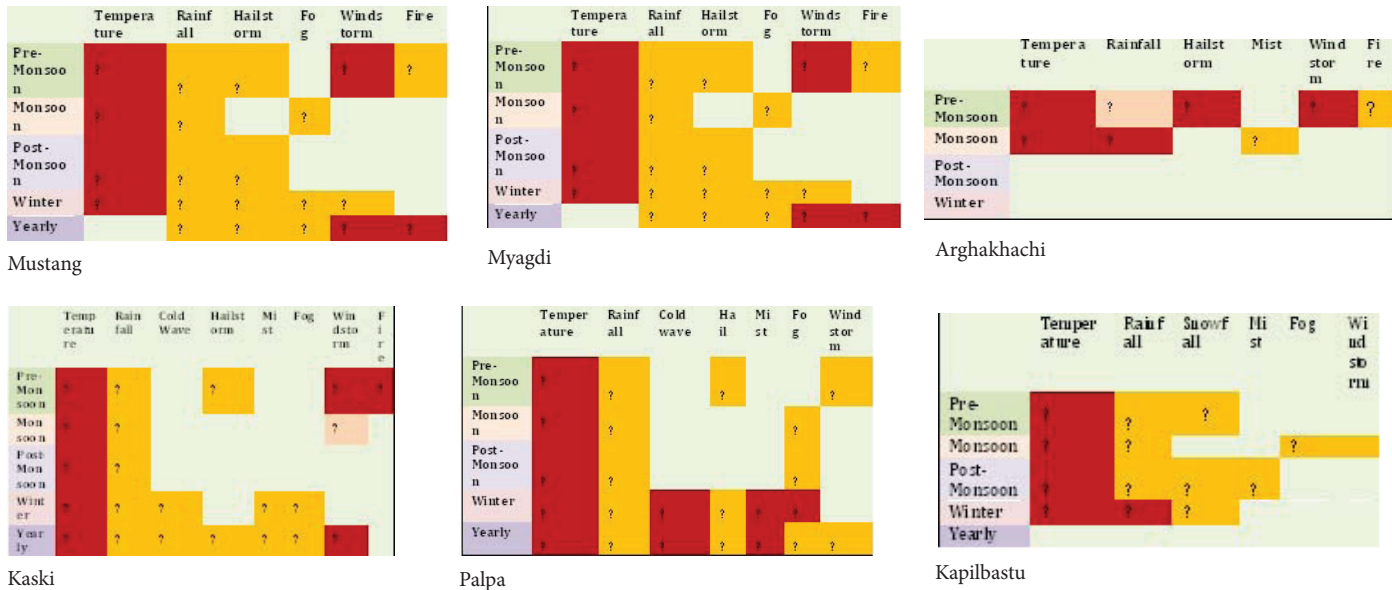 Tempera Rainf Hailst Fo Winds Fire
ture all orm g torm
Pre-
Monsoo ? ? ?
n ? ?
Monsoo ? ?
n ?
Post-
Monsoo
n ? ? ?
Winter ? ? ? ? ?
Yearly ? ? ? ? ?
Mustang
Tempera Rainf Hailst Fo Winds Fire
ture all orm g torm
Pre-
Monsoo ? ? ?
n ? ?
Monsoo ? ?
n ?
Post-
Monsoo
n ? ? ?
Winter ? ? ? ? ?
Yearly ? ? ? ? ?
Myagdi
Tempera Rainfall Hailst Mist Wind Fi
ture orm stor re
m
Pre- ? ? ? ? ?
Monsoon
Monsoon ? ? ?
Post-
Monsoon
Winter
Arghakhachi
Temp Rain Cold Hailst Mi Fog Win F
eratu fall Wave orm st dsto i
re rm r
e
Pre-
Mon ? ? ? ? ?
soon
Mon ? ? ?
soon
Post-
Mon ? ?
soon
Wint ? ? ? ? ?
er
Year ? ? ? ? ? ? ?
ly
Kaski
Temper Rainf Cold Ha Mi Fo Wind
ature all wave il st g stor
m
Pre-
Monsoo ?
n ? ? ?
Monsoo ?
n ? ?
Post-
Monsoo ?
n ? ?
Winter ? ? ? ? ? ?
Yearly ? ? ? ? ? ? ?
Palpa
Temper Rainf Snowf Mi Fog Wi
ature all all st nd
sto
rm
Pre- ? ?
Monsoon ?
Monsoon ? ? ?
Post-
Monsoon ? ? ? ?
Winter ? ? ?
Yearly
Kapilbastu